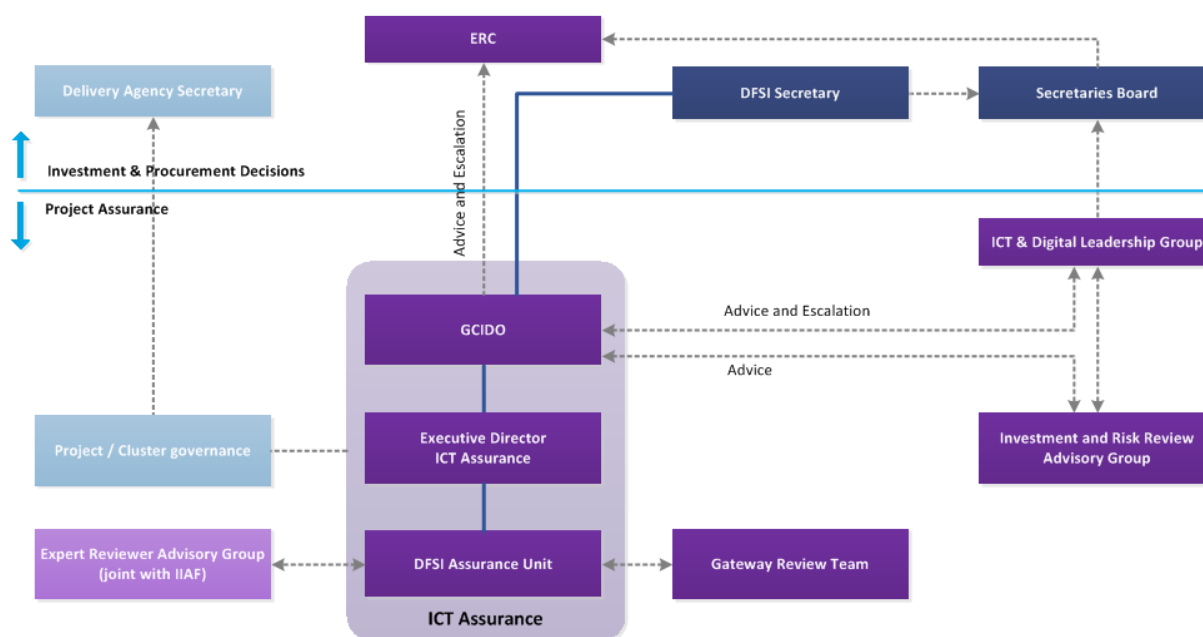 ERC
Delivery Agency Secretary
DFSI Secretary
Secretaries Board
Advice and Escalation
Investment & Procurement Decisions
Project Assurance
ICT & Digital Leadership Group
GCIDO
Advice and Escalation
Advice
Project / Cluster governance
Executive Director
ICT Assurance
Investment and Risk Review
Advisory Group
Expert Reviewer Advisory Group
(joint with IIAF)
DFSI Assurance Unit
Gateway Review Team
ICT Assurance